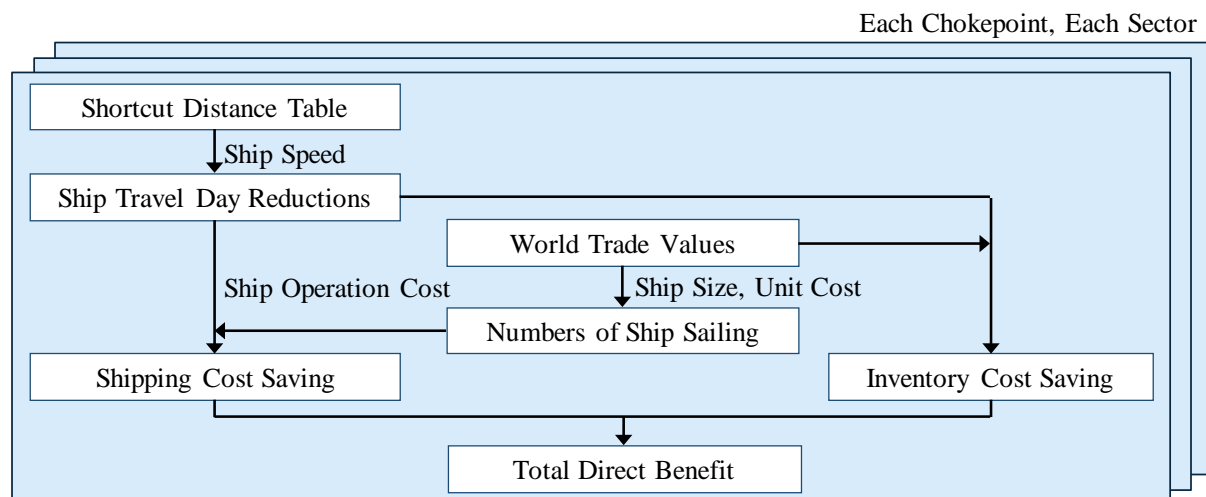 Each Chokepoint, Each Sector
Shortcut Distance Table
Ship Speed
Ship Travel Day Reductions
World Trade Values
Ship Operation Cost
Ship Size, Unit Cost
Numbers of Ship Sailing
Shipping Cost Saving
Inventory Cost Saving
Total Direct Benefit